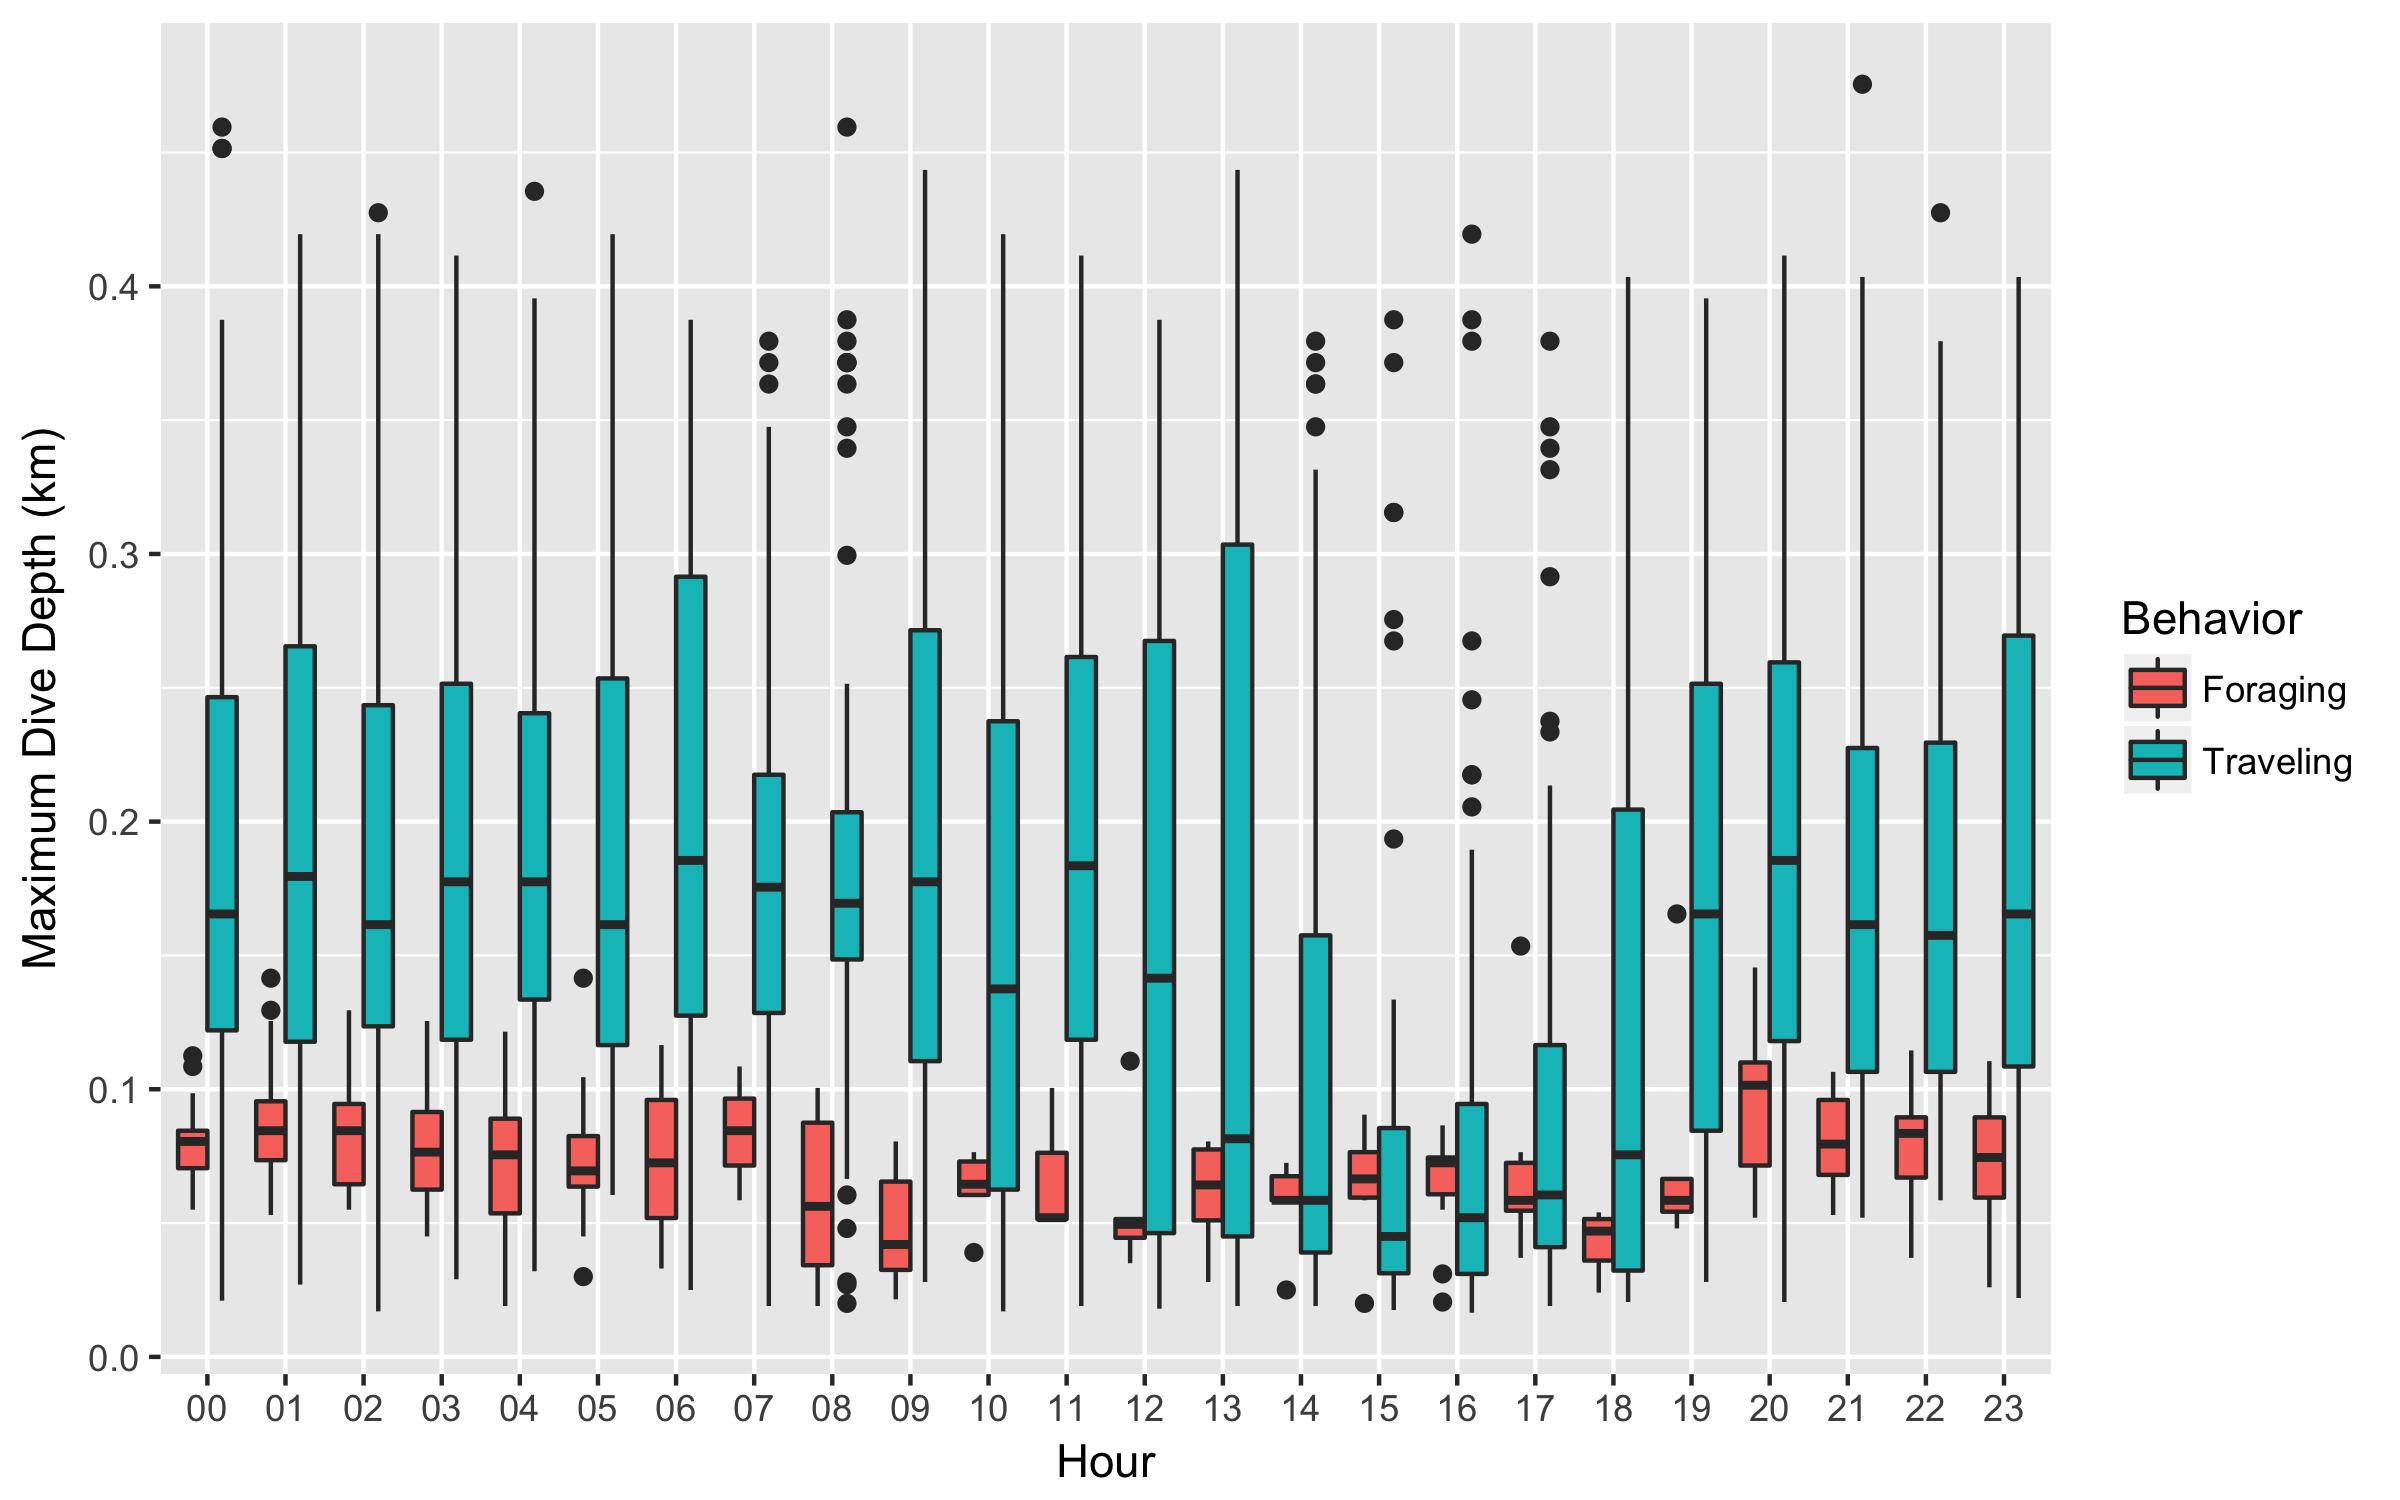 Maximum Dive Depth (km)
0.4
0.3
0.2
0.1
0.0
00 01 02 03 04 05 06 07 08 09 10 11 12 13 14 15 16 17 18 19 20 21 22 23
Hour
Behavior
Foraging
Traveling